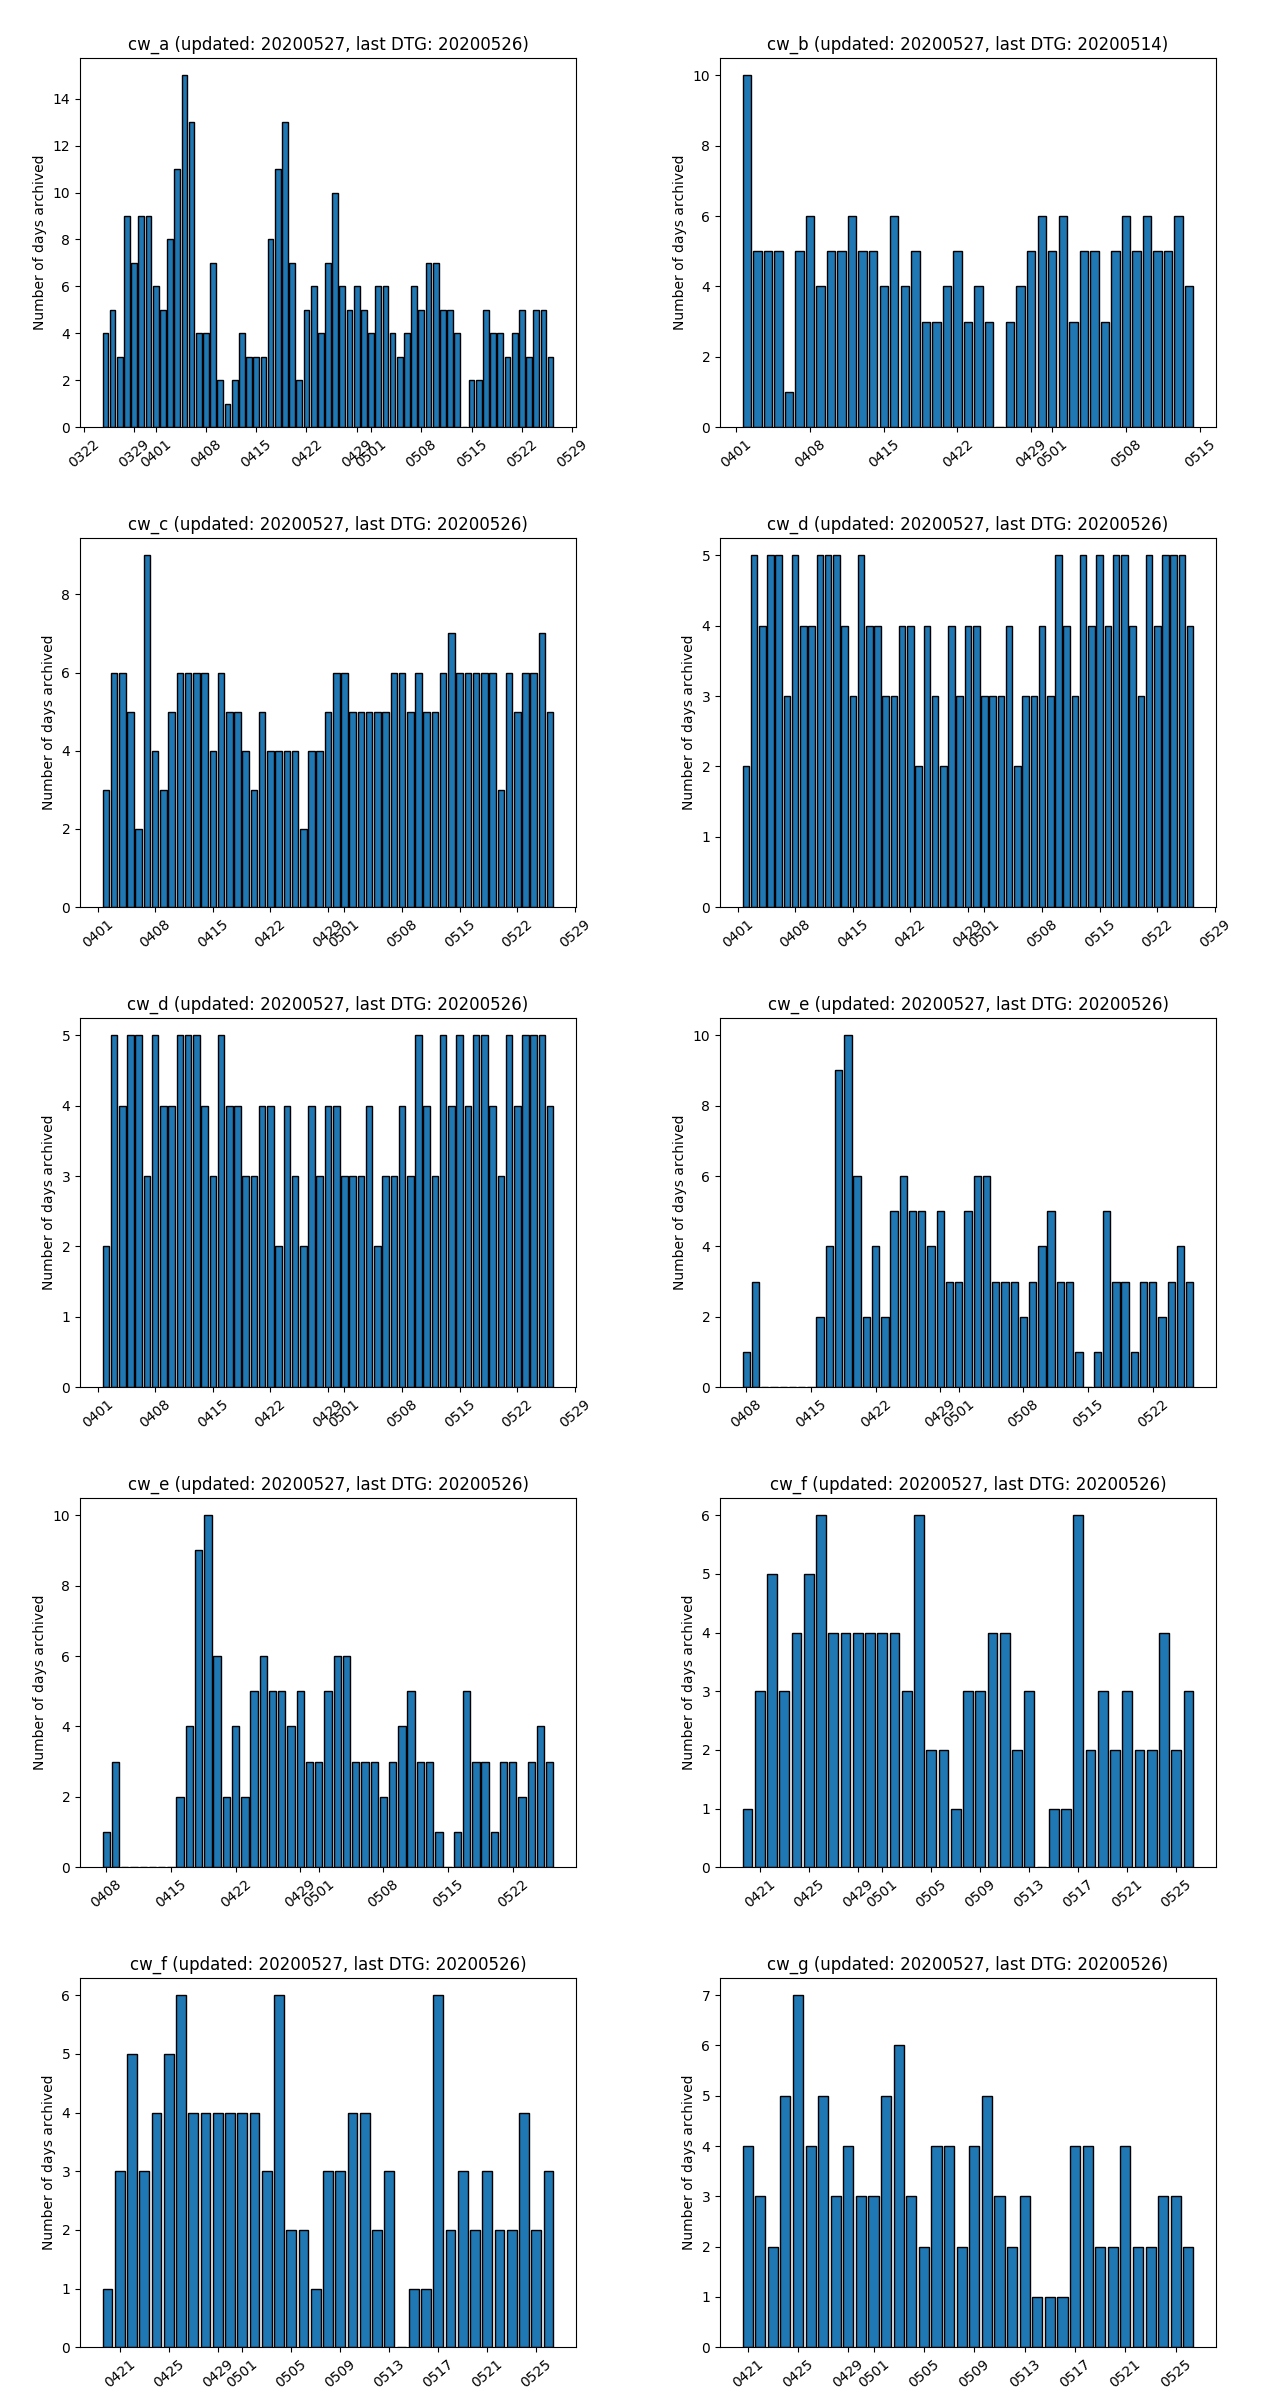 cw_a (updated: 20200527, last DTG: 20200526)
Number of days archived
14
12
10
8
6
4
2
0
0322 0329 0401 0408 0415 0422 0429 0501 0508 0515 0522 0529
cw_b (updated: 20200527, last DTG: 20200514)
Number of days archived
10
8
6
4
2
0
0401 0408 0415 0422 0429 0501 0508 0515
cw_c (updated: 20200527, last DTG: 20200526)
Number of days archived
8
6
4
2
0
0401 0408 0415 0422 0429 0501 0508 0515 0522 0529
cw_d (updated: 20200527, last DTG: 20200526)
Number of days archived
5
4
3
2
1
0
0401 0408 0415 0422 0429 0501 0508 0515 0522 0529
cw_d (updated: 20200527, last DTG: 20200526)
Number of days archived
5
4
3
2
1
0
0401 0408 0415 0422 0429 0501 0508 0515 0522 0529
cw_e (updated: 20200527, last DTG: 20200526)
Number of days archived
10
8
6
4
2
0
0408 0415 0422 0429 0501 0508 0515 0522
cw_e (updated: 20200527, last DTG: 20200526)
Number of days archived
10
8
6
4
2
0
0408 0415 0422 0429 0501 0508 0515 0522
cw_f (updated: 20200527, last DTG: 20200526)
Number of days archived
6
5
4
3
2
1
0
0421 0425 0429 0501 0505 0509 0513 0517 0521 0525
cw_f (updated: 20200527, last DTG: 20200526)
Number of days archived
6
5
4
3
2
1
0
0421 0425 0429 0501 0505 0509 0513 0517 0521 0525
cw_g (updated: 20200527, last DTG: 20200526)
Number of days archived
7
6
5
4
3
2
1
0
0421 0425 0429 0501 0505 0509 0513 0517 0521 0525